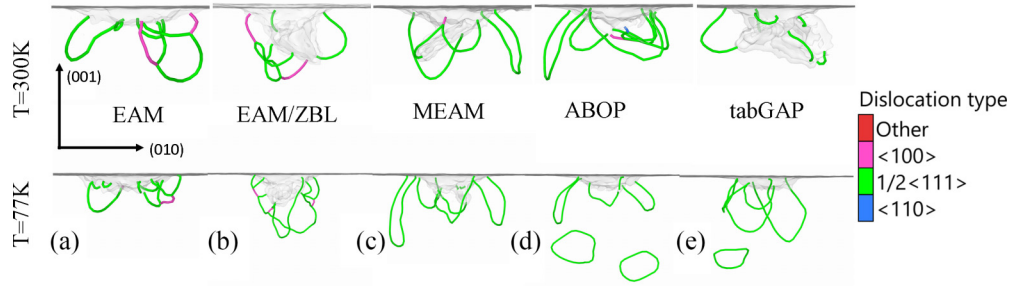 T=300K
(001)
(010)
EAM
EAM/ZBL
MEAM
ABOP
tabGAP
Dislocation type
Other
<100>
1/2<111>
<110>
T=77K
(a)
(b)
(c)
(d)
(e)